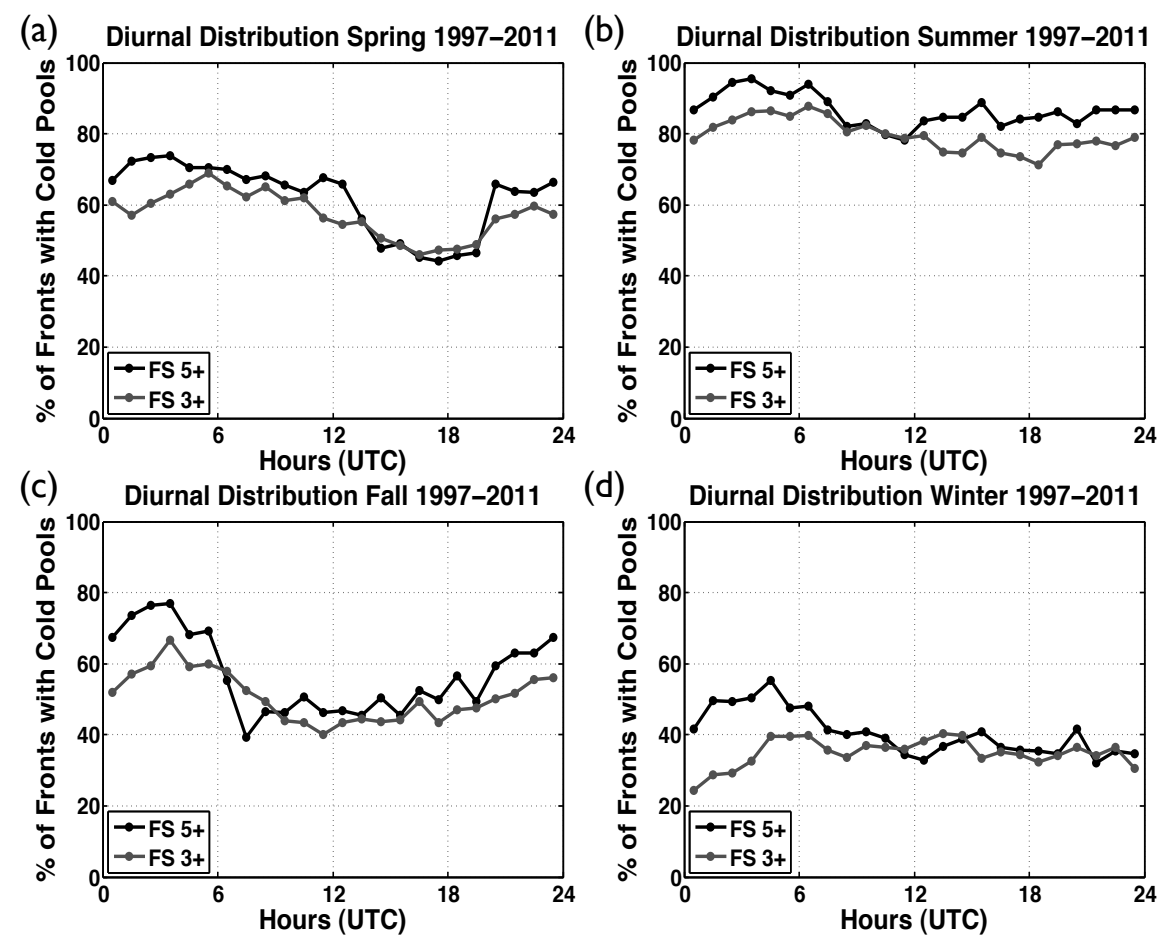 (a)
Diurnal Distribution Spring 1997–2011
% of Fronts with Cold Pools
100
80
60
40
20
0
FS 5+
FS 3+
0 6 12 18 24
Hours (UTC)
(b)
Diurnal Distribution Summer 1997–2011
% of Fronts with Cold Pools
100
80
60
40
20
0
FS 5+
FS 3+
0 6 12 18 24
Hours (UTC)
(c)
Diurnal Distribution Fall 1997–2011
% of Fronts with Cold Pools
100
80
60
40
20
0
FS 5+
FS 3+
0 6 12 18 24
Hours (UTC)
(d)
Diurnal Distribution Winter 1997–2011
% of Fronts with Cold Pools
100
80
60
40
20
0
FS 5+
FS 3+
0 6 12 18 24
Hours (UTC)